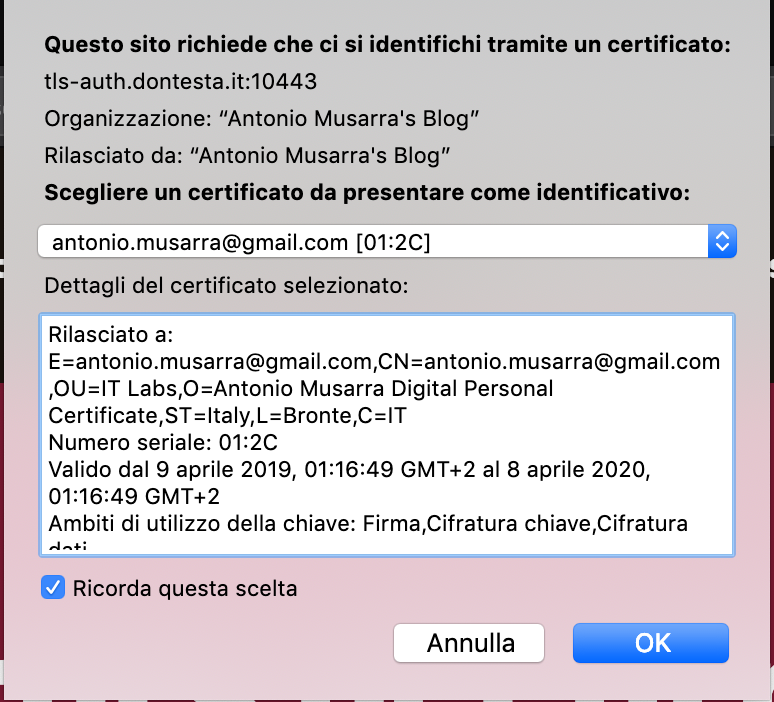 Questo sito richiede che ci si identifichi tramite un certificato:
tls-auth.dontesta.it:10443
Organizzazione: “Antonio Musarra's Blog”
Rilasciato da: “Antonio Musarra's Blog”
Scegliere un certificato da presentare come identificativo:
antonio.musarra@gmail.com [01:2C]
Dettagli del certificato selezionato:
Rilasciato a:
E=antonio.musarra@gmail.com,CN=antonio.musarra@gmail.com
,OU=IT Labs,O=Antonio Musarra Digital Personal
Certificate,ST=Italy,L=Bronte,C=IT
Numero seriale: 01:2C
Valido dal 9 aprile 2019, 01:16:49 GMT+2 al 8 aprile 2020,
01:16:49 GMT+2
Ambiti di utilizzo della chiave: Firma,Cifratura chiave,Cifratura
dati
Ricorda questa scelta
Annulla
OK